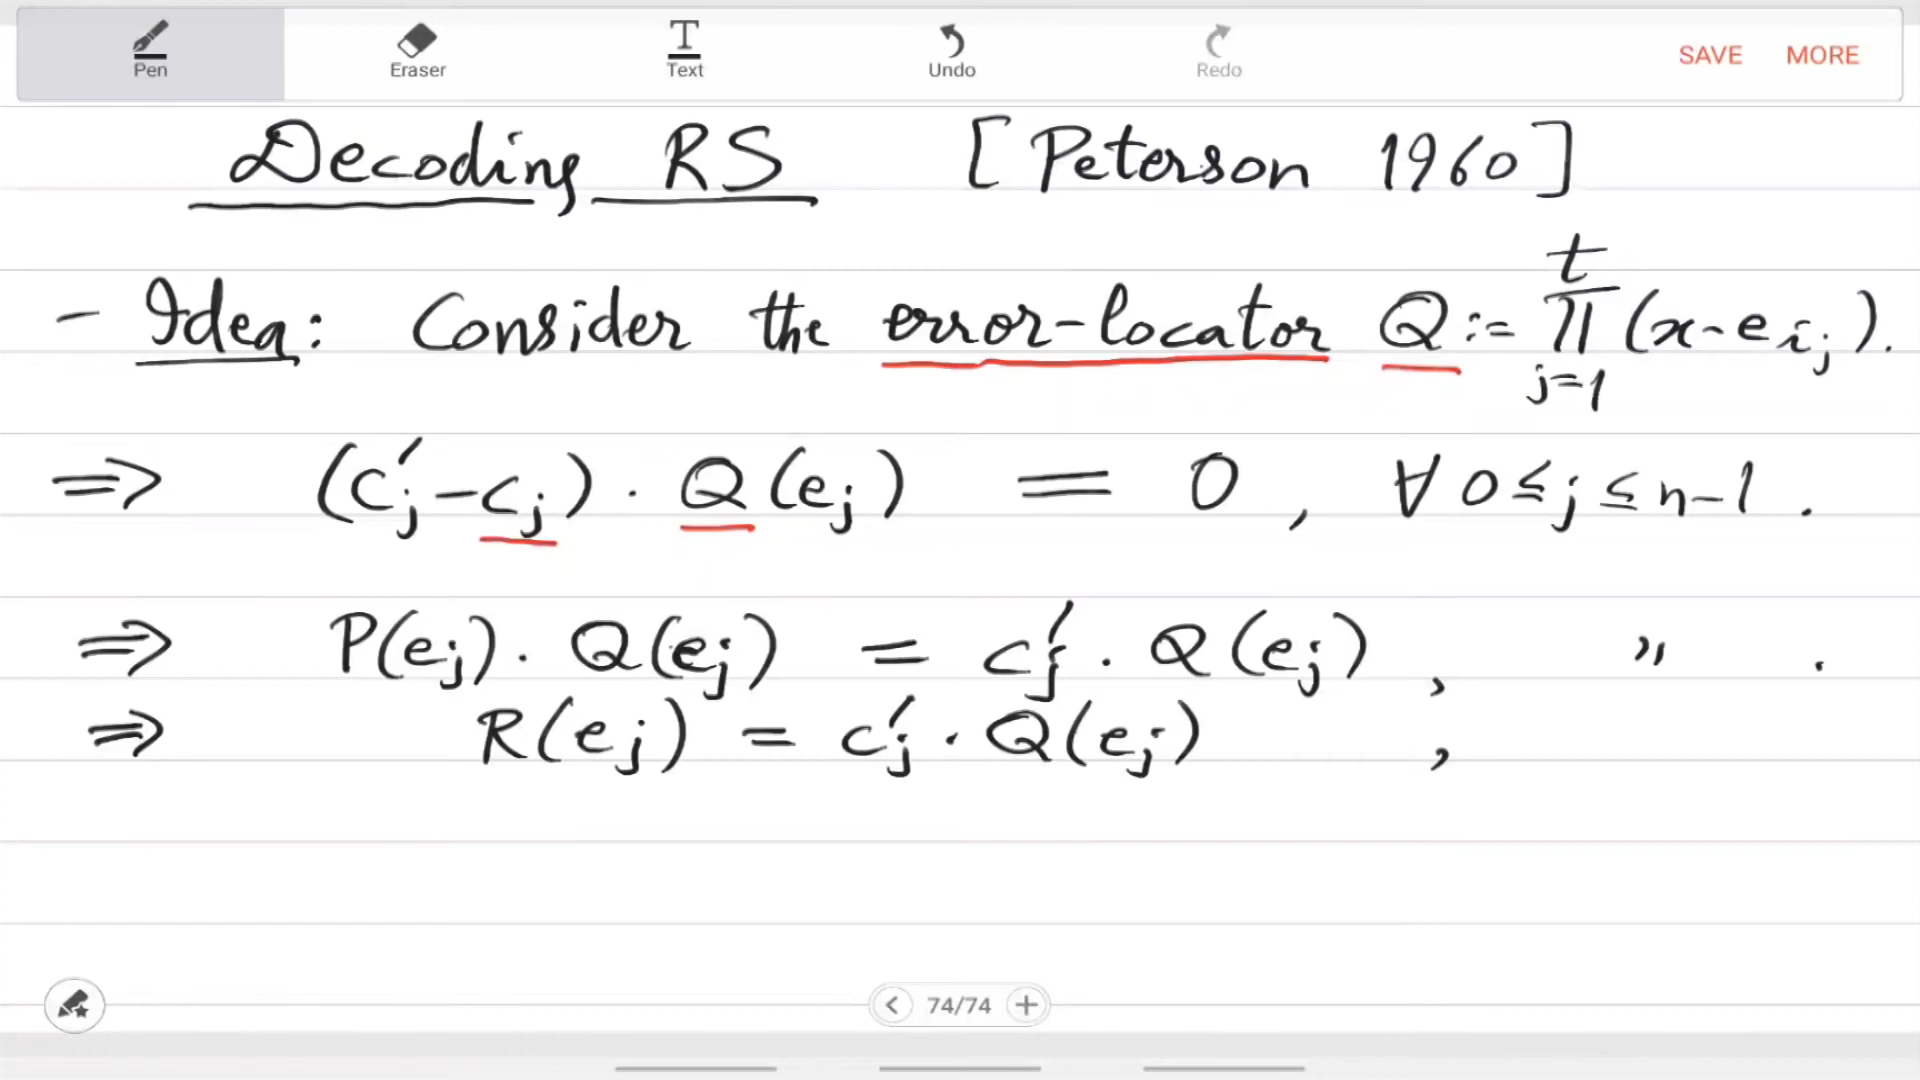 Pen Eraser Text Undo Redo SAVE MORE
Decoding RS [Peterson 1960]
- Idea: Consider the error-locator Q := ∏_{j=1}^{t} (x - e_{i_j}).
⇒ (c'_j - c_j) · Q(e_j) = 0, ∀ 0 ≤ j ≤ n-1.
⇒ P(e_j) · Q(e_j) = c'_j · Q(e_j), " .
⇒ R(e_j) = c'_j · Q(e_j) ,
74/74